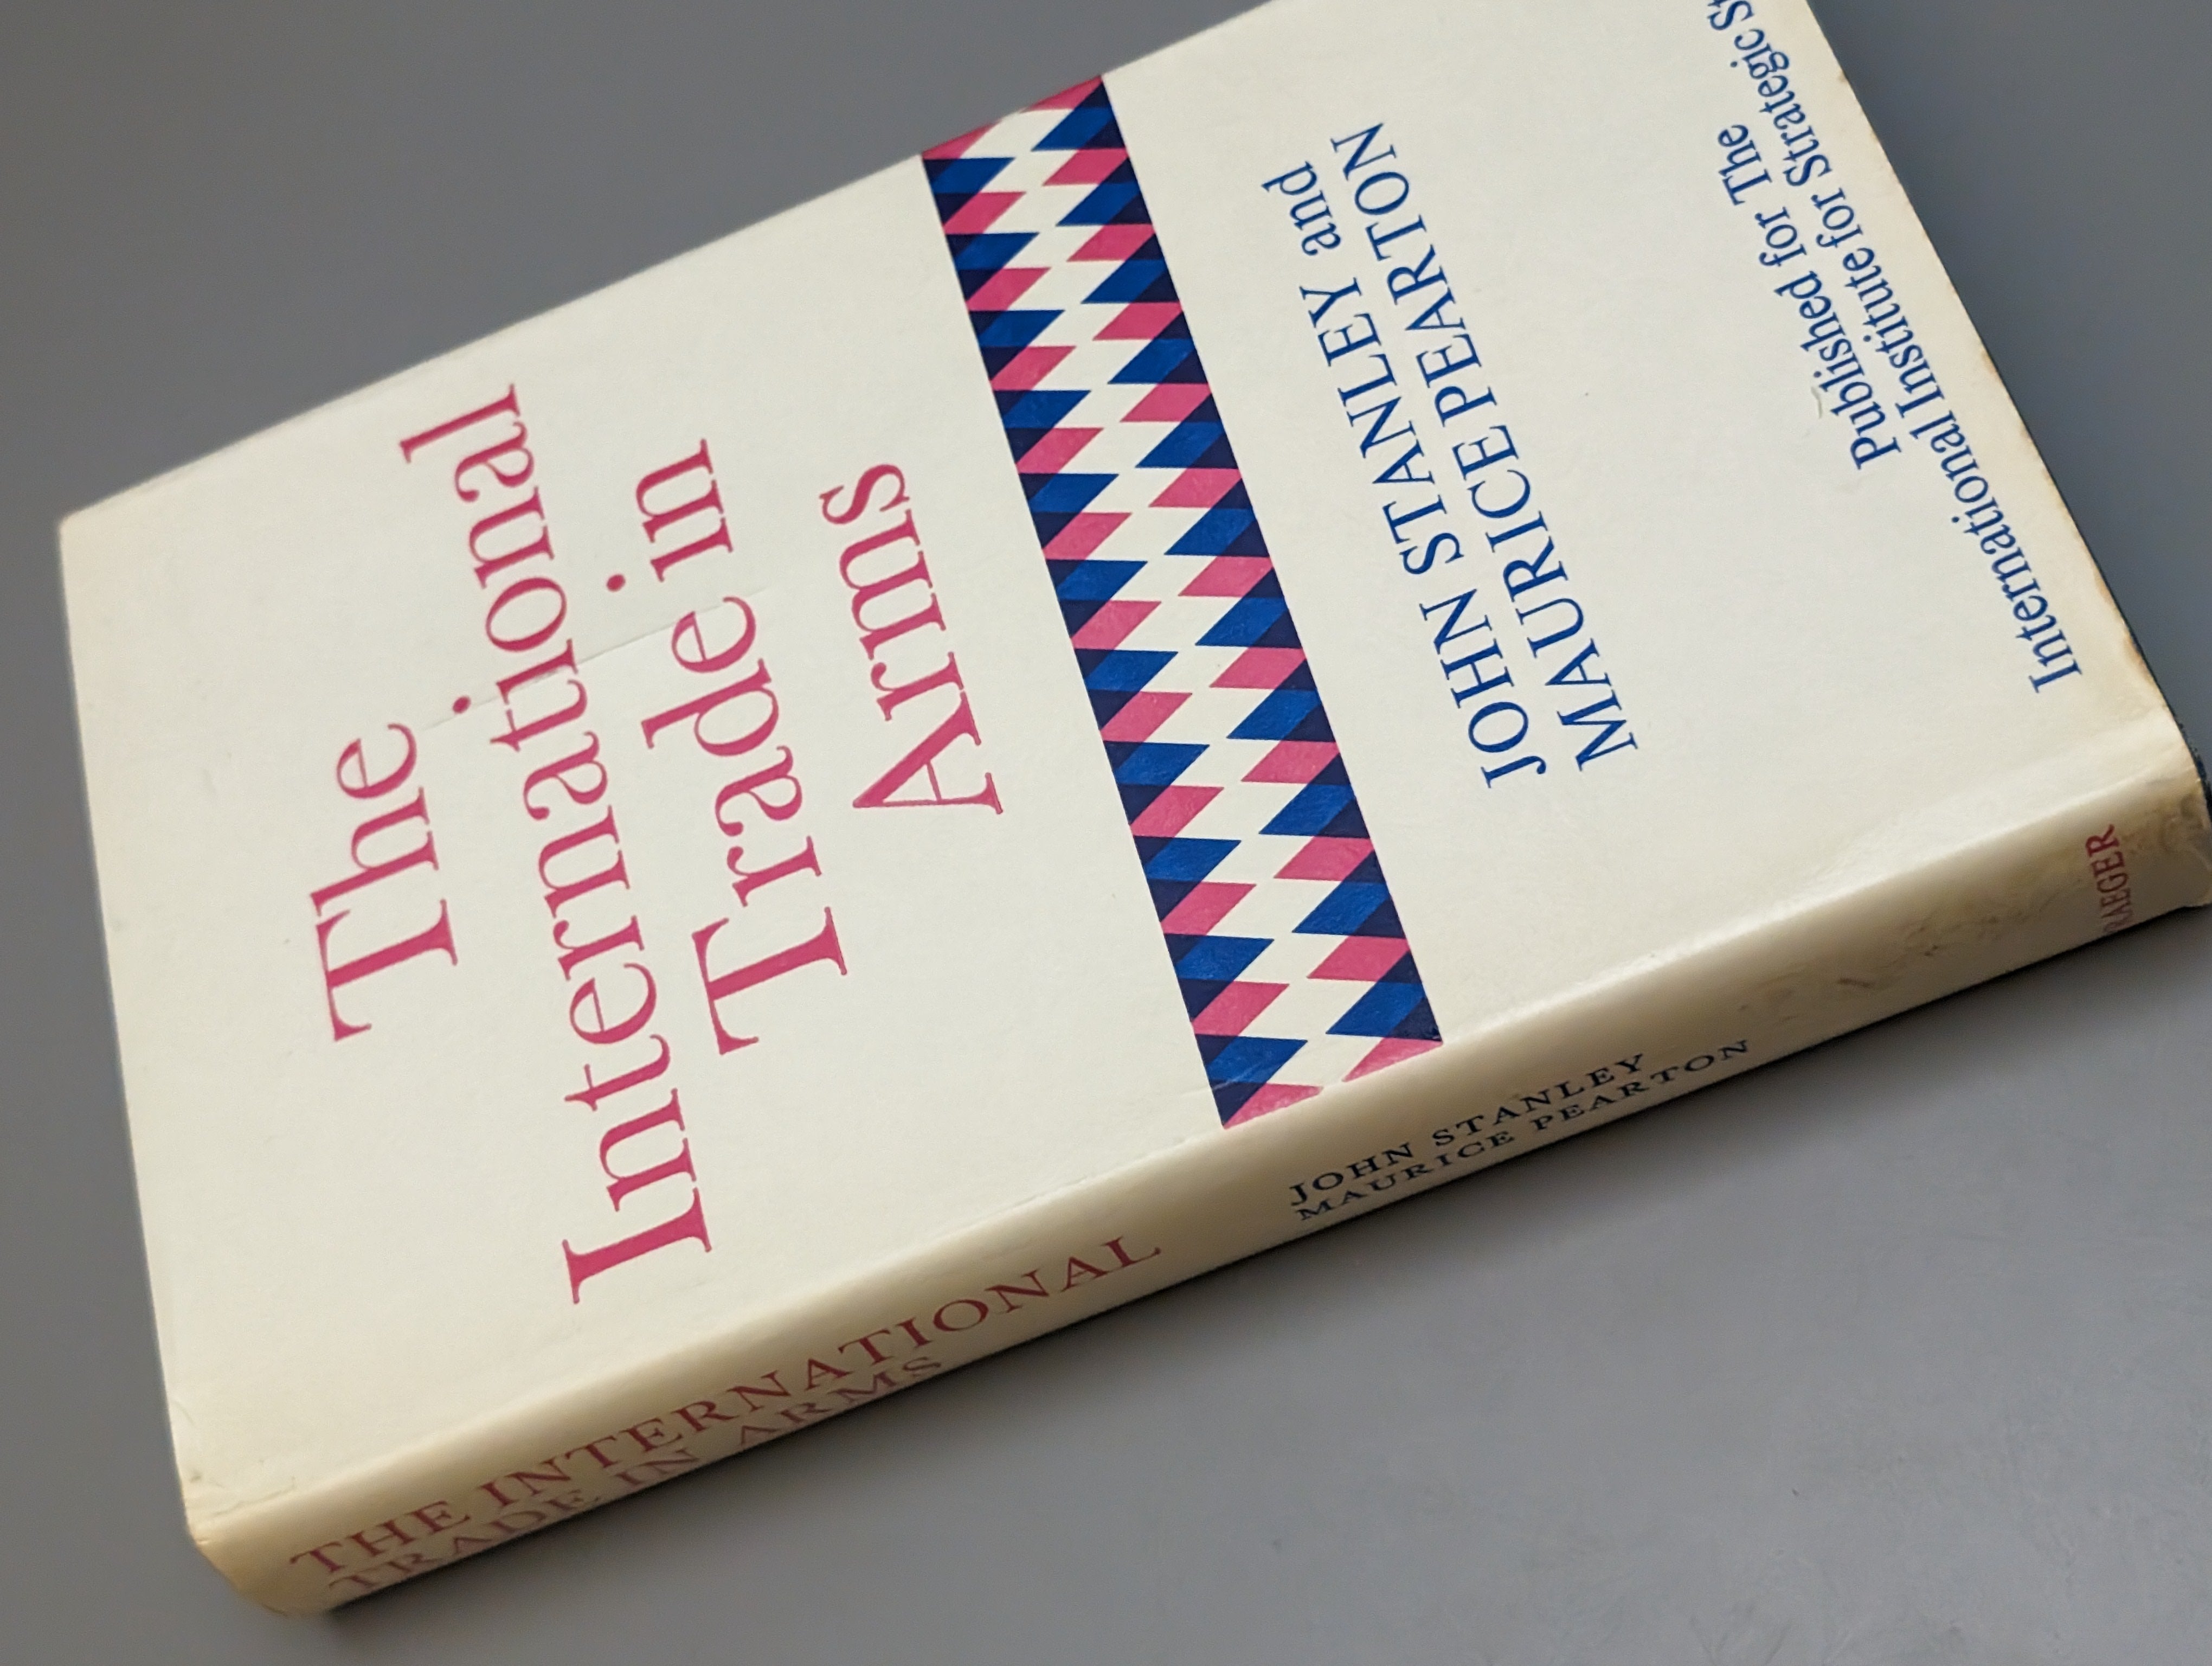 The
International
Trade in
Arms
JOHN STANLEY and
MAURICE PEARTON
Published for The
International Institute for Strategic
THE INTERNATIONAL
TRADE IN ARMS
JOHN STANLEY
MAURICE PEARTON